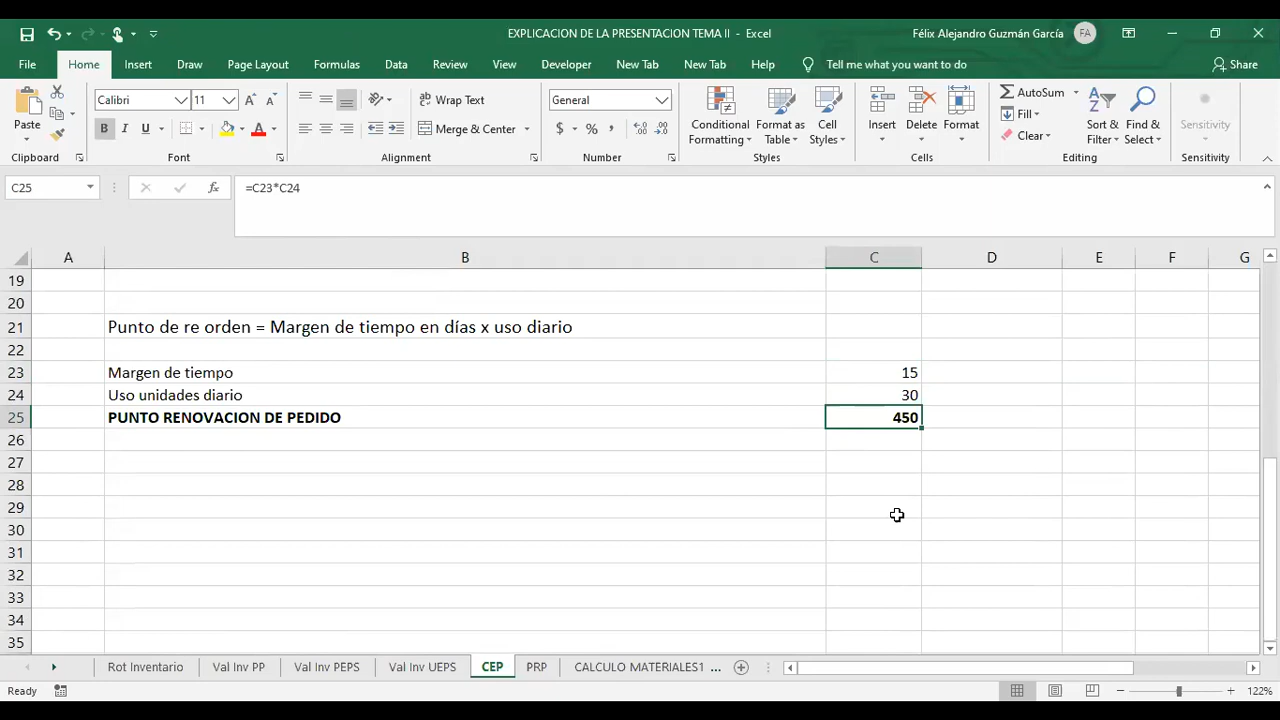 EXPLICACION DE LA PRESENTACION TEMA II - Excel
Félix Alejandro Guzmán García
FA
File Home Insert Draw Page Layout Formulas Data Review View Developer New Tab New Tab Help Tell me what you want to do Share
Paste
Calibri 11
Wrap Text
General
Conditional Formatting
Format as Table
Cell Styles
Insert
Delete
Format
AutoSum
Fill
Clear
Sort & Filter
Find & Select
Sensitivity
B I U A
Merge & Center
$ % ,
Clipboard Font Alignment Number Styles Cells Editing Sensitivity
C25 fx =C23*C24
A B C D E F G
19
20
21 Punto de re orden = Margen de tiempo en días x uso diario
22
23 Margen de tiempo 15
24 Uso unidades diario 30
25 PUNTO RENOVACION DE PEDIDO 450
26
27
28
29
30
31
32
33
34
35
Rot Inventario Val Inv PP Val Inv PEPS Val Inv UEPS CEP PRP CALCULO MATERIALES1 ...
Ready 122%